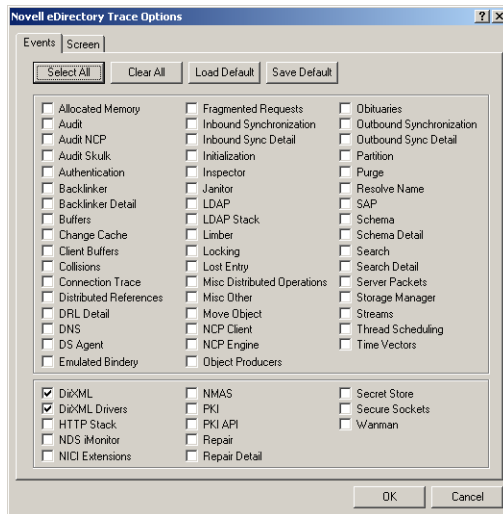 Novell eDirectory Trace Options
Events Screen
Select All Clear All Load Default Save Default
Allocated Memory Fragmented Requests Obituaries
Audit Inbound Synchronization Outbound Synchronization
Audit NCP Inbound Sync Detail Outbound Sync Detail
Audit Skulk Initialization Partition
Authentication Inspector Purge
Backlinker Janitor Resolve Name
Backlinker Detail LDAP SAP
Buffers LDAP Stack Schema
Change Cache Limber Schema Detail
Client Buffers Locking Search
Collisions Lost Entry Search Detail
Connection Trace Misc Distributed Operations Server Packets
Distributed References Misc Other Storage Manager
DRL Detail Move Object Streams
DNS NCP Client Thread Scheduling
DS Agent NCP Engine Time Vectors
Emulated Bindery Object Producers
DirXML NMAS Secret Store
DirXML Drivers PKI Secure Sockets
HTTP Stack PKI API Wanman
NDS iMonitor Repair
NICI Extensions Repair Detail
OK Cancel